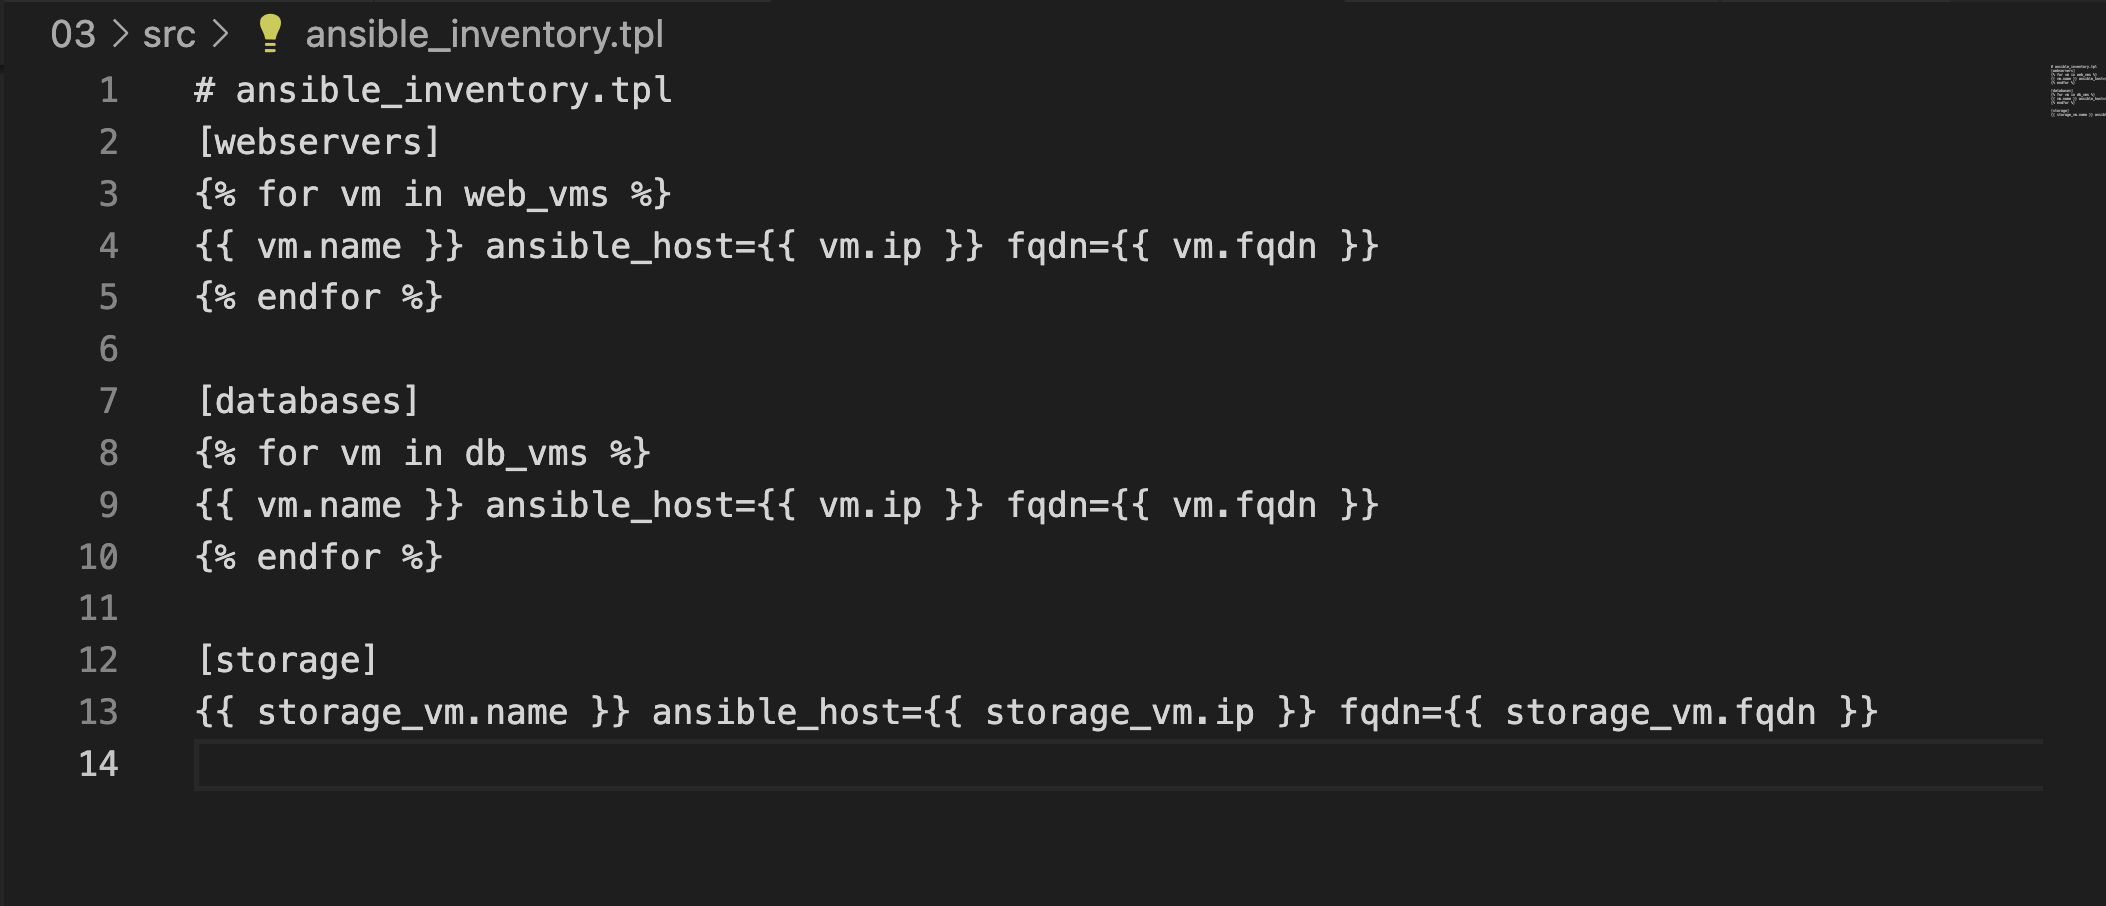 03 > src > ansible_inventory.tpl
1 # ansible_inventory.tpl
2 [webservers]
3 {% for vm in web_vms %}
4 {{ vm.name }} ansible_host={{ vm.ip }} fqdn={{ vm.fqdn }}
5 {% endfor %}
6
7 [databases]
8 {% for vm in db_vms %}
9 {{ vm.name }} ansible_host={{ vm.ip }} fqdn={{ vm.fqdn }}
10 {% endfor %}
11
12 [storage]
13 {{ storage_vm.name }} ansible_host={{ storage_vm.ip }} fqdn={{ storage_vm.fqdn }}
14